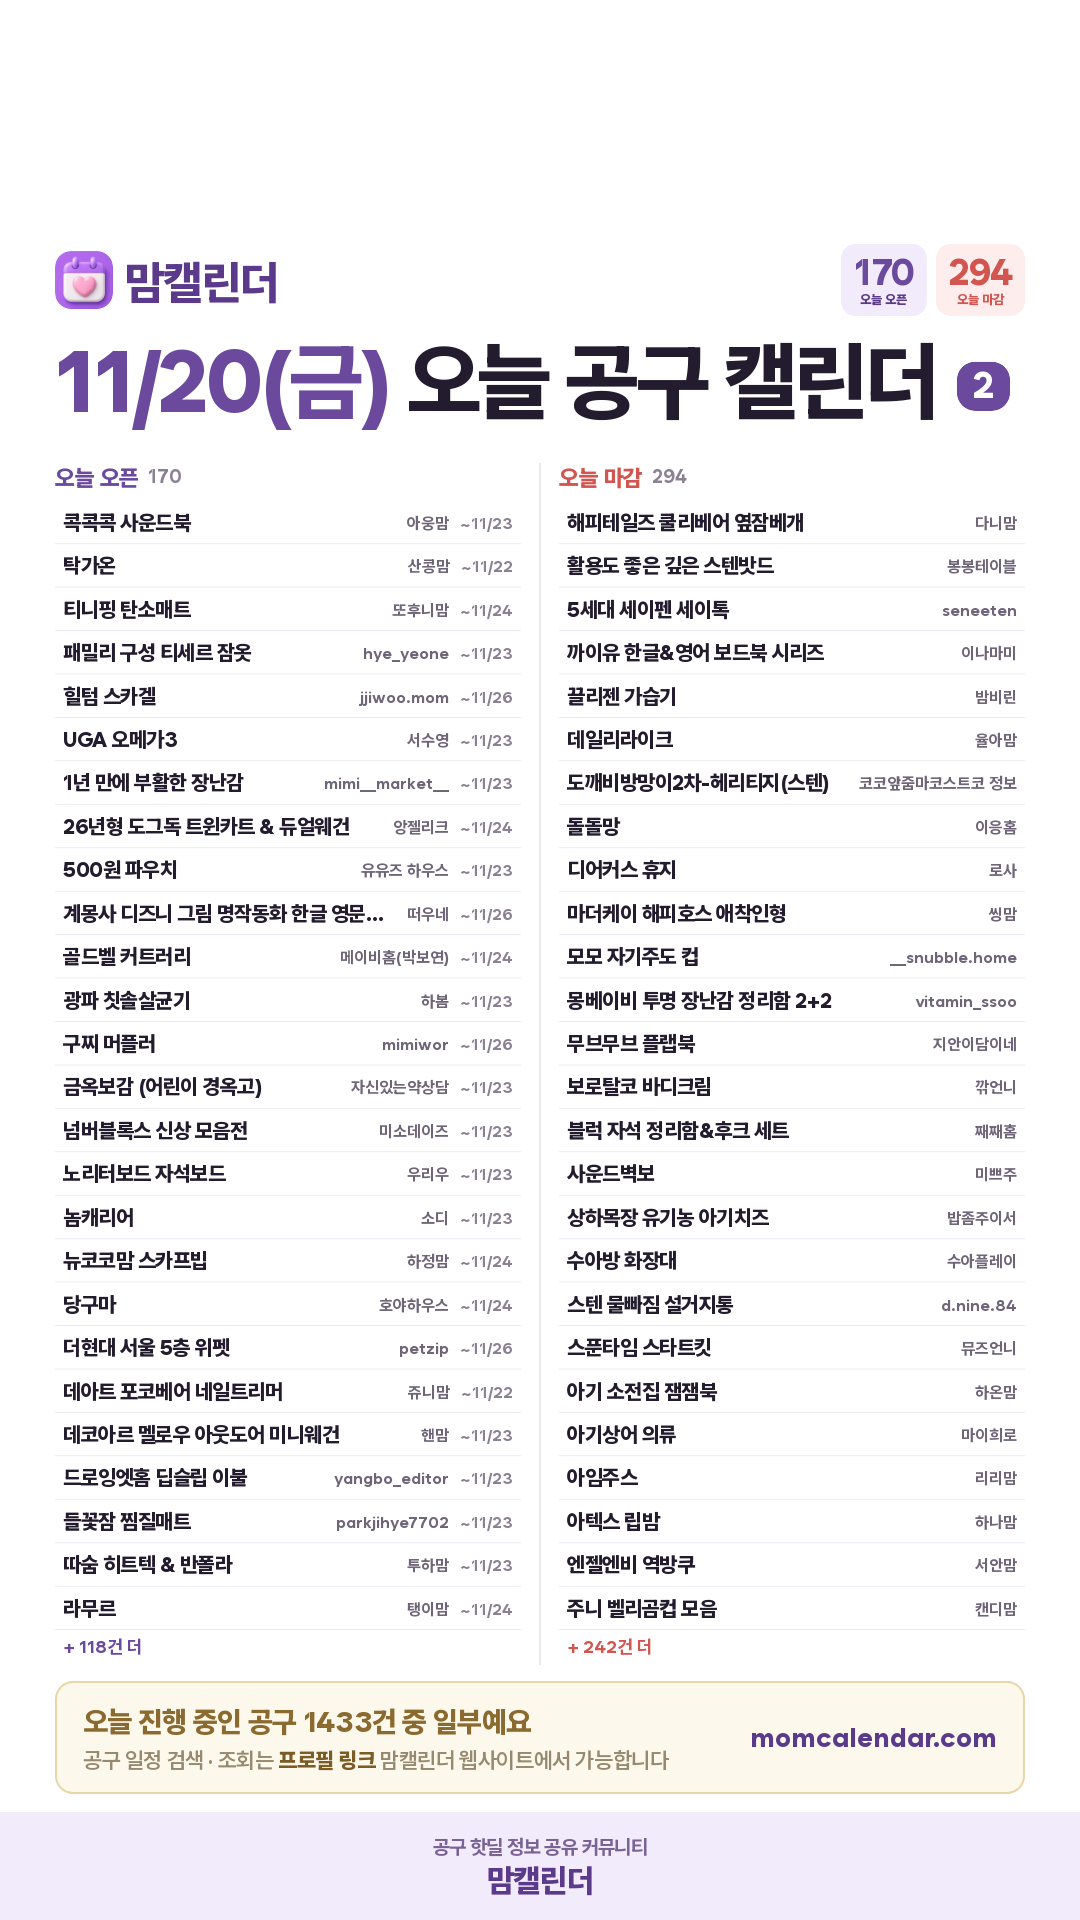 맘캘린더
170
오늘 오픈
294
오늘 마감
11/20(금) 오늘 공구 캘린더 2
오늘 오픈 170
콕콕콕 사운드북 아웅맘 ~11/23
탁가온 산콩맘 ~11/22
티니핑 탄소매트 또후니맘 ~11/24
패밀리 구성 티세르 잠옷 hye_yeone ~11/23
힐텀 스카겔 jjiwoo.mom ~11/26
UGA 오메가3 서수영 ~11/23
1년 만에 부활한 장난감 mimi__market__ ~11/23
26년형 도그독 트윈카트 & 듀얼웨건 앙젤리크 ~11/24
500원 파우치 유유즈 하우스 ~11/23
계몽사 디즈니 그림 명작동화 한글 영문... 떠우네 ~11/26
골드벨 커트러리 메이비홈(박보연) ~11/24
광파 칫솔살균기 하봄 ~11/23
구찌 머플러 mimiwor ~11/26
금옥보감 (어린이 경옥고) 자신있는약상담 ~11/23
넘버블록스 신상 모음전 미소데이즈 ~11/23
노리터보드 자석보드 우리우 ~11/23
놈캐리어 소디 ~11/23
뉴코코맘 스카프빕 하정맘 ~11/24
당구마 호야하우스 ~11/24
더현대 서울 5층 위펫 petzip ~11/26
데아트 포코베어 네일트리머 쥬니맘 ~11/22
데코아르 멜로우 아웃도어 미니웨건 핸맘 ~11/23
드로잉엣홈 딥슬립 이불 yangbo_editor ~11/23
들꽃잠 찜질매트 parkjihye7702 ~11/23
따숨 히트텍 & 반폴라 투하맘 ~11/23
라무르 탱이맘 ~11/24
+ 118건 더
오늘 마감 294
해피테일즈 쿨리베어 옆잠베개 다니맘
활용도 좋은 깊은 스텐밧드 봉봉테이블
5세대 세이펜 세이톡 seneeten
까이유 한글&영어 보드북 시리즈 이나마미
끌리젠 가습기 밤비린
데일리라이크 율아맘
도깨비방망이2차-헤리티지(스텐) 코코앞줌마코스트코 정보
돌돌망 이응홈
디어커스 휴지 로사
마더케이 해피호스 애착인형 씽맘
모모 자기주도 컵 __snubble.home
몽베이비 투명 장난감 정리함 2+2 vitamin_ssoo
무브무브 플랩북 지안이담이네
보로탈코 바디크림 깎언니
블럭 자석 정리함&후크 세트 째째홈
사운드벽보 미쁘주
상하목장 유기농 아기치즈 밥좀주이서
수아방 화장대 수아플레이
스텐 물빠짐 설거지통 d.nine.84
스푼타임 스타트킷 뮤즈언니
아기 소전집 잼잼북 하온맘
아기상어 의류 마이희로
아임주스 리리맘
아텍스 립밤 하나맘
엔젤엔비 역방쿠 서안맘
주니 벨리곰컵 모음 캔디맘
+ 242건 더
오늘 진행 중인 공구 1433건 중 일부예요
공구 일정 검색 · 조회는 프로필 링크 맘캘린더 웹사이트에서 가능합니다
momcalendar.com
공구 핫딜 정보 공유 커뮤니티
맘캘린더